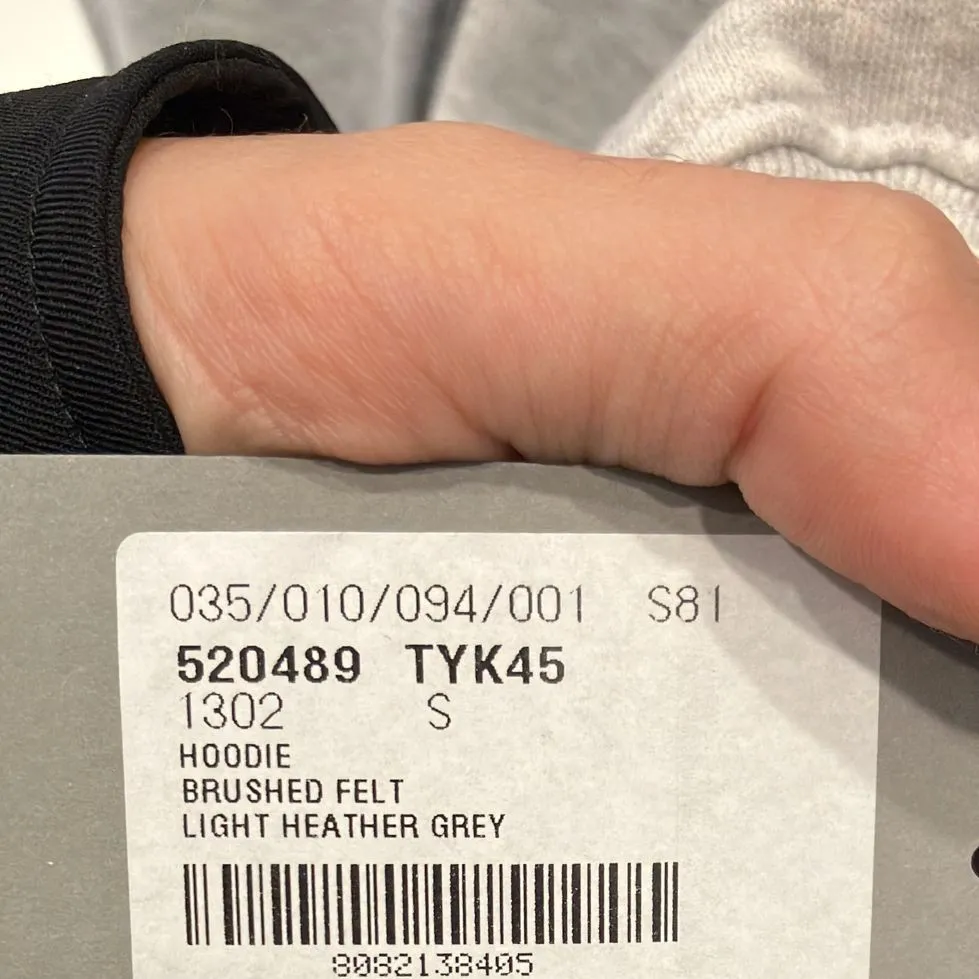 035/010/094/001 S81
520489 TYK45
1302 S
HOODIE
BRUSHED FELT
LIGHT HEATHER GREY
8082138405